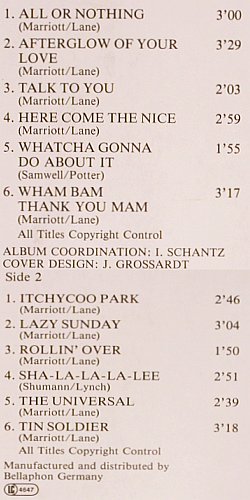 1. ALL OR NOTHING 3'00
(Marriott/Lane)
2. AFTERGLOW OF YOUR 3'29
LOVE
(Marriott/Lane)
3. TALK TO YOU 2'03
(Marriott/Lane)
4. HERE COME THE NICE 2'59
(Marriott/Lane)
5. WHATCHA GONNA 1'55
DO ABOUT IT
(Samwell/Potter)
6. WHAM BAM 3'17
THANK YOU MAM
(Marriott/Lane)
All Titles Copyright Control
ALBUM COORDINATION: I. SCHANTZ
COVER DESIGN: J. GROSSARDT
Side 2
1. ITCHYCOO PARK 2'46
(Marriott/Lane)
2. LAZY SUNDAY 3'04
(Marriott/Lane)
3. ROLLIN' OVER 1'50
(Marriott/Lane)
4. SHA-LA-LA-LA-LEE 2'51
(Shumann/Lynch)
5. THE UNIVERSAL 2'39
(Marriott/Lane)
6. TIN SOLDIER 3'18
(Marriott/Lane)
All Titles Copyright Control
Manufactured and distributed by
Bellaphon Germany
LC 4647